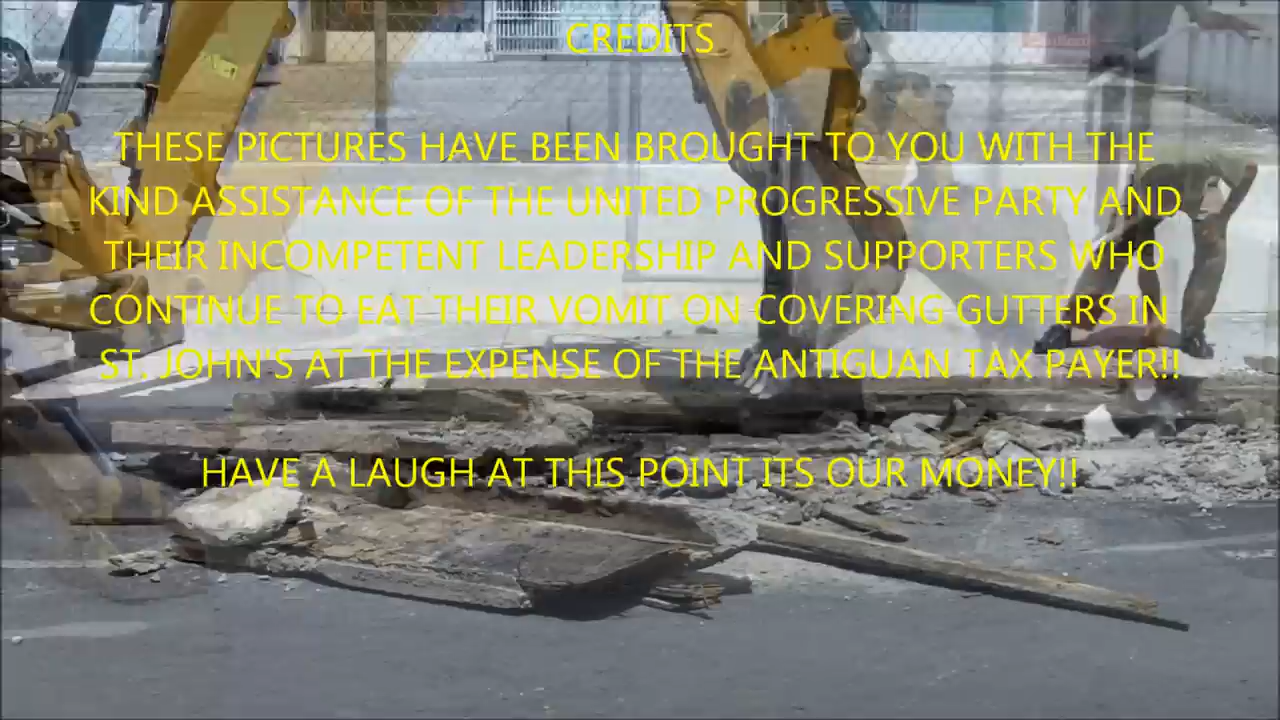 CREDITS
THESE PICTURES HAVE BEEN BROUGHT TO YOU WITH THE
KIND ASSISTANCE OF THE UNITED PROGRESSIVE PARTY AND
THEIR INCOMPETENT LEADERSHIP AND SUPPORTERS WHO
CONTINUE TO EAT THEIR VOMIT ON COVERING GUTTERS IN
ST. JOHN'S AT THE EXPENSE OF THE ANTIGUAN TAX PAYER!!
HAVE A LAUGH AT THIS POINT ITS OUR MONEY!!